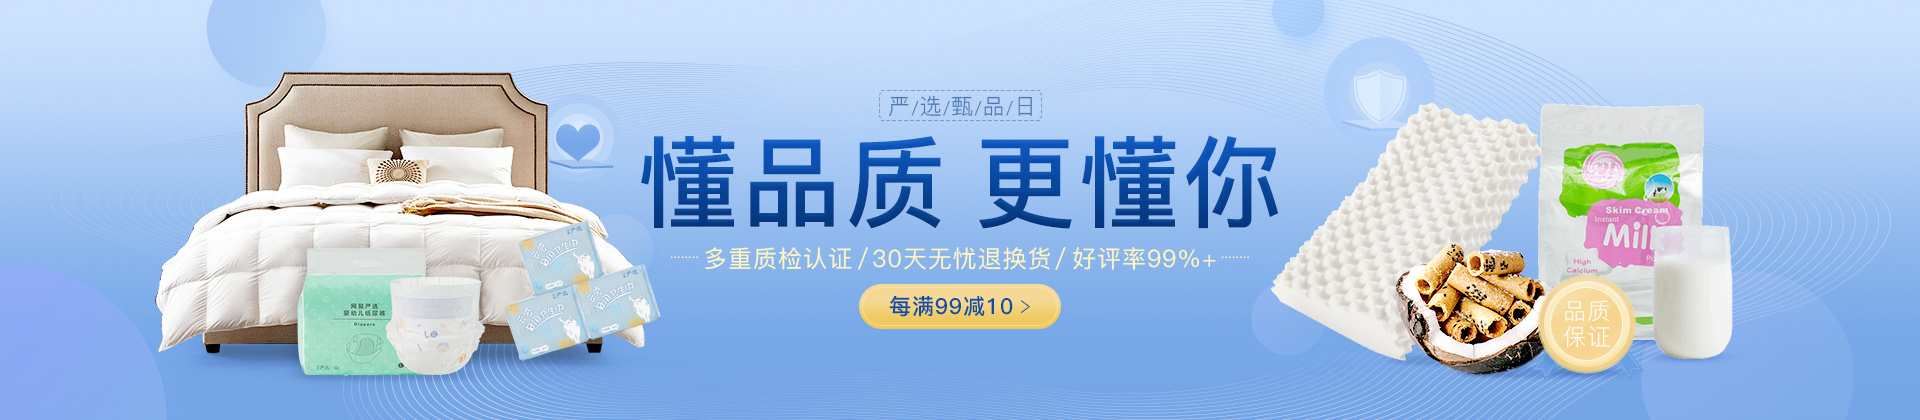 严/选/甄/品/日
懂品质 更懂你
多重质检认证/30天无忧退换货/好评率99%+
每满99减10 >
网易严选
婴幼儿纸尿裤
Diapers
Skim Cream
Instant
Milk
High
Calcium
品质
保证